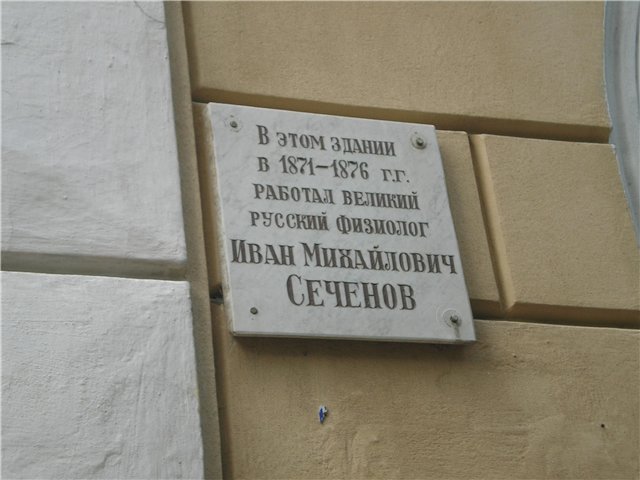 В этом здании
в 1871-1876 г.г.
работал великий
русский физиолог
Иван Михайлович
Сеченов